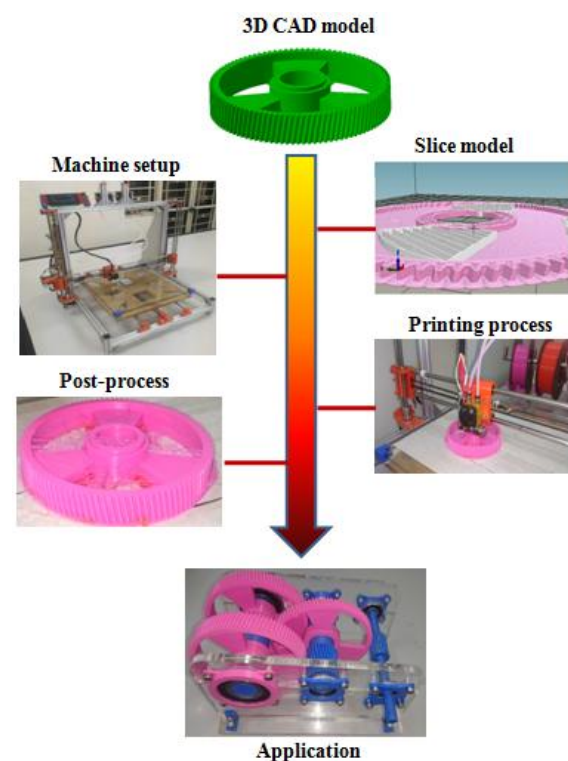 3D CAD model
Slice model
Machine setup
Printing process
Post-process
Application